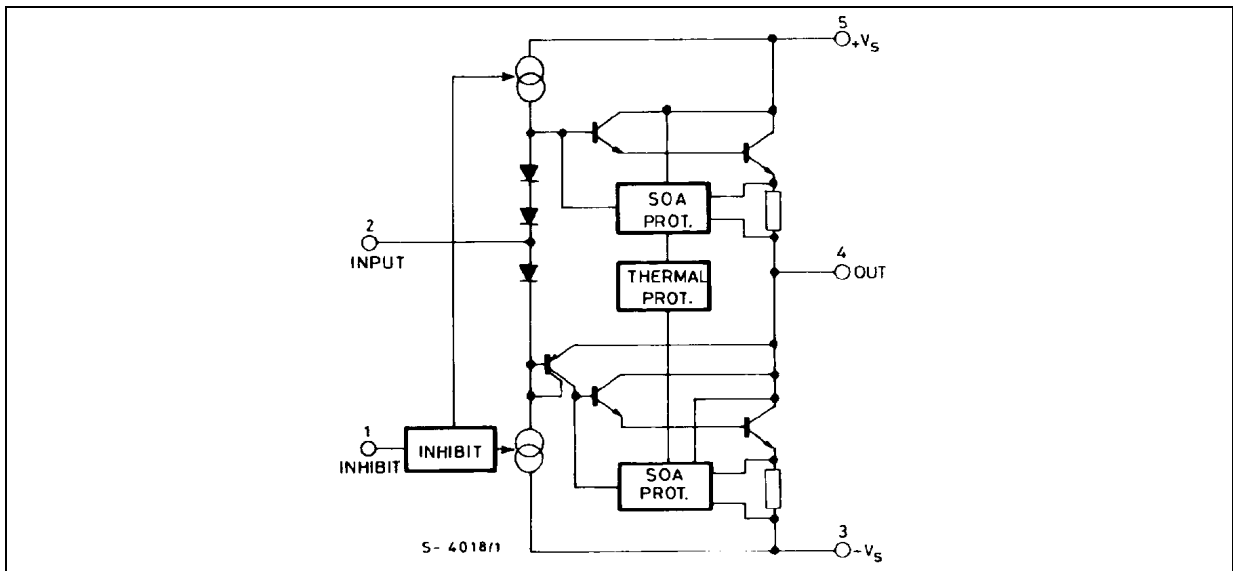 5
+VS
SOA
PROT.
2
INPUT
4
OUT
THERMAL
PROT.
1
INHIBIT
INHIBIT
SOA
PROT.
S- 4018/1
3
-VS